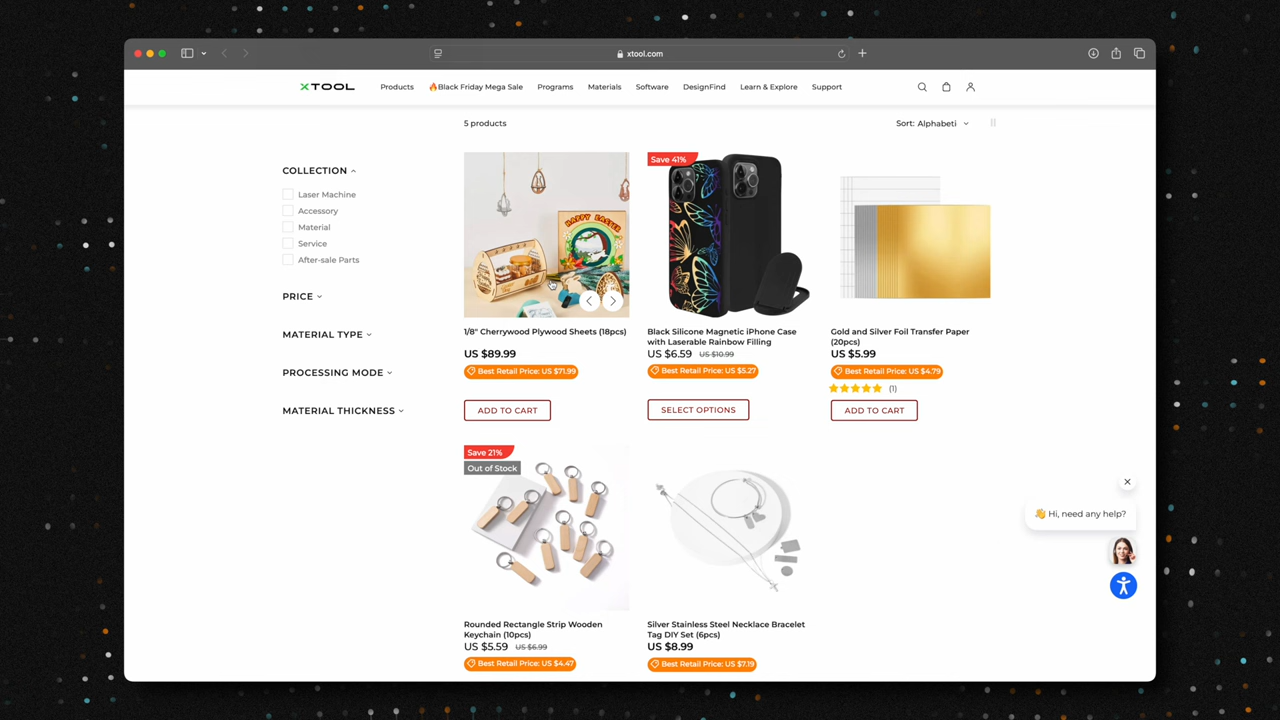 xtool.com
XTOOL
Products
🔥Black Friday Mega Sale
Programs
Materials
Software
DesignFind
Learn & Explore
Support
5 products
Sort: Alphabeti
COLLECTION
Laser Machine
Accessory
Material
Service
After-sale Parts
PRICE
MATERIAL TYPE
PROCESSING MODE
MATERIAL THICKNESS
HAPPY EASTER
1/8" Cherrywood Plywood Sheets (18pcs)
US $89.99
Best Retail Price: US $71.99
ADD TO CART
Save 41%
Black Silicone Magnetic iPhone Case
with Laserable Rainbow Filling
US $6.59 US $10.99
Best Retail Price: US $5.27
SELECT OPTIONS
Gold and Silver Foil Transfer Paper
(20pcs)
US $5.99
Best Retail Price: US $4.79
(1)
ADD TO CART
Save 21%
Out of Stock
Rounded Rectangle Strip Wooden
Keychain (10pcs)
US $5.59 US $6.99
Best Retail Price: US $4.47
Silver Stainless Steel Necklace Bracelet
Tag DIY Set (6pcs)
US $8.99
Best Retail Price: US $7.19
👋 Hi, need any help?